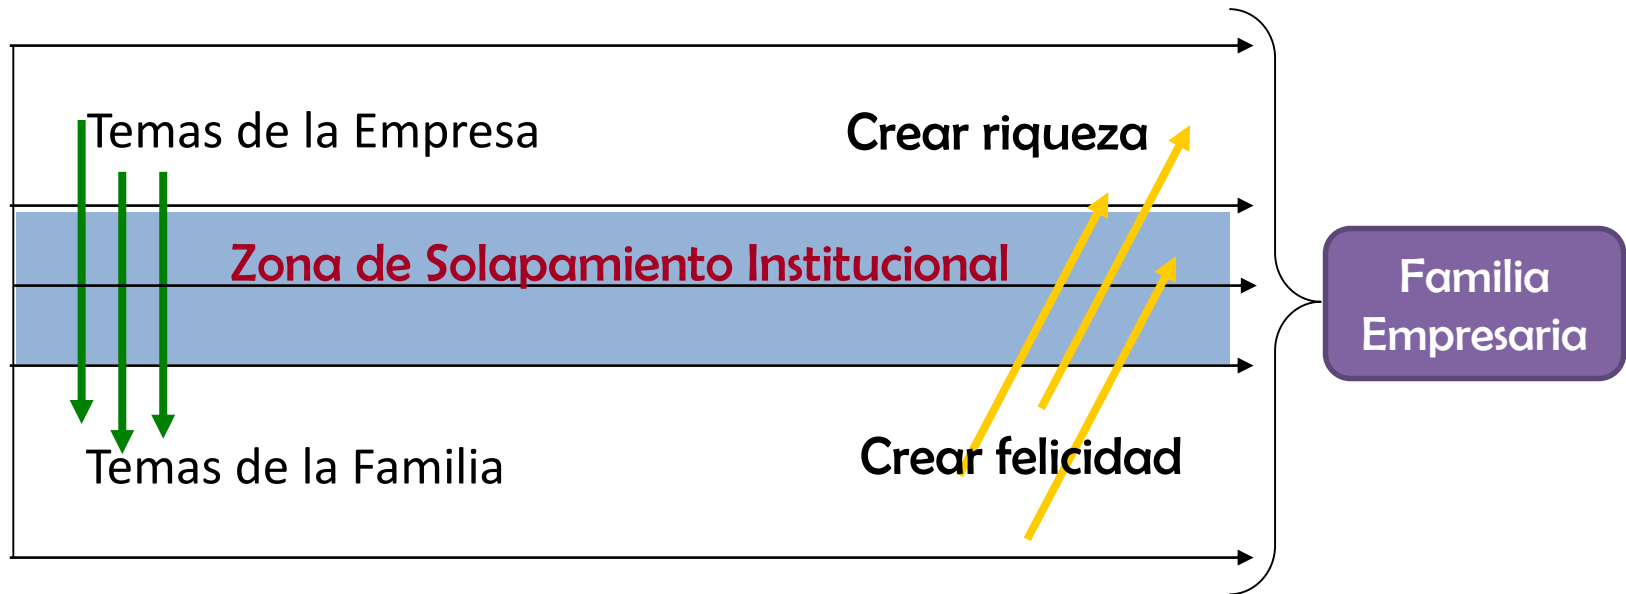 Temas de la Empresa
Crear riqueza
Zona de Solapamiento Institucional
Familia
Empresaria
Temas de la Familia
Crear felicidad